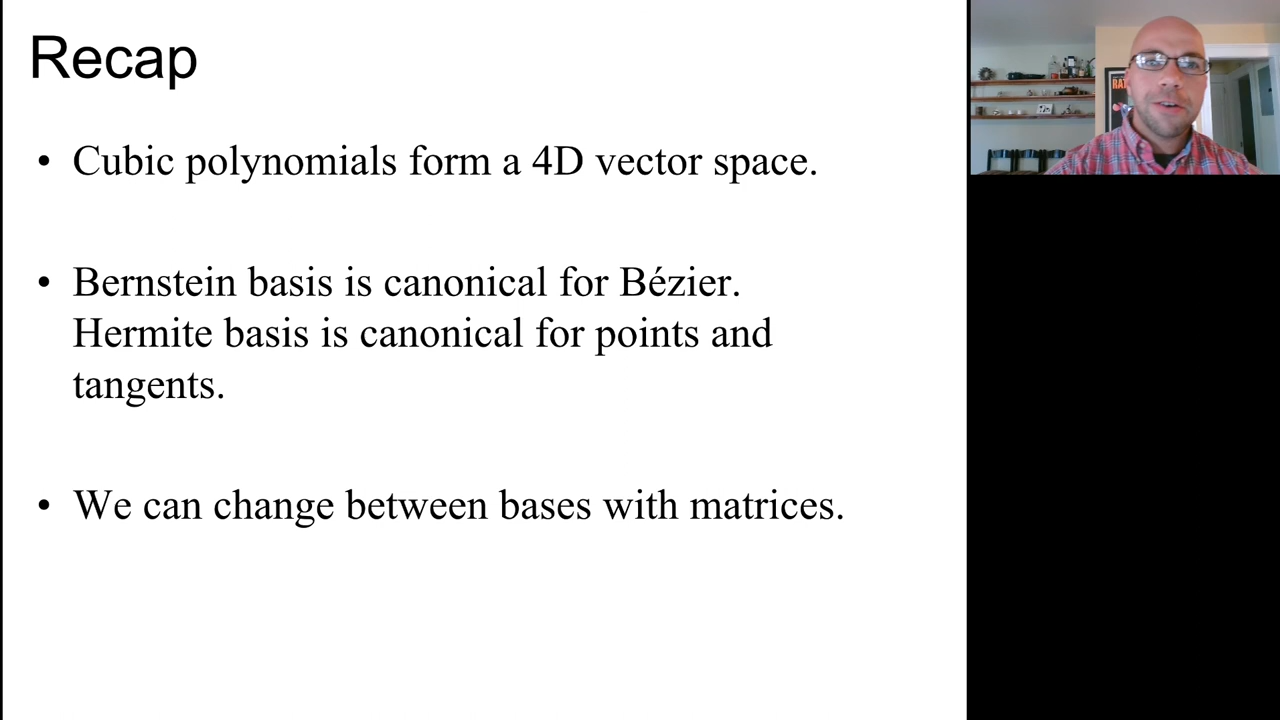 Recap
• Cubic polynomials form a 4D vector space.
• Bernstein basis is canonical for Bézier.
Hermite basis is canonical for points and
tangents.
• We can change between bases with matrices.